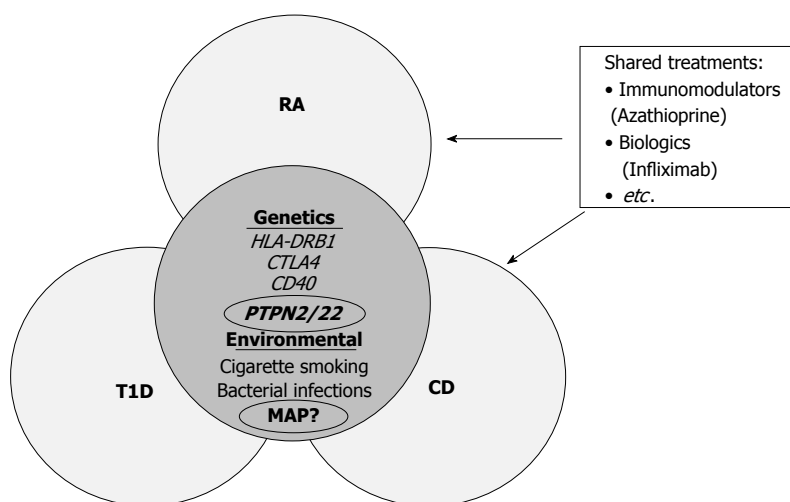 RA
Shared treatments:
• Immunomodulators
(Azathioprine)
• Biologics
(Infliximab)
• etc.
Genetics
HLA-DRB1
CTLA4
CD40
PTPN2/22
Environmental
Cigarette smoking
Bacterial infections
MAP?
T1D
CD